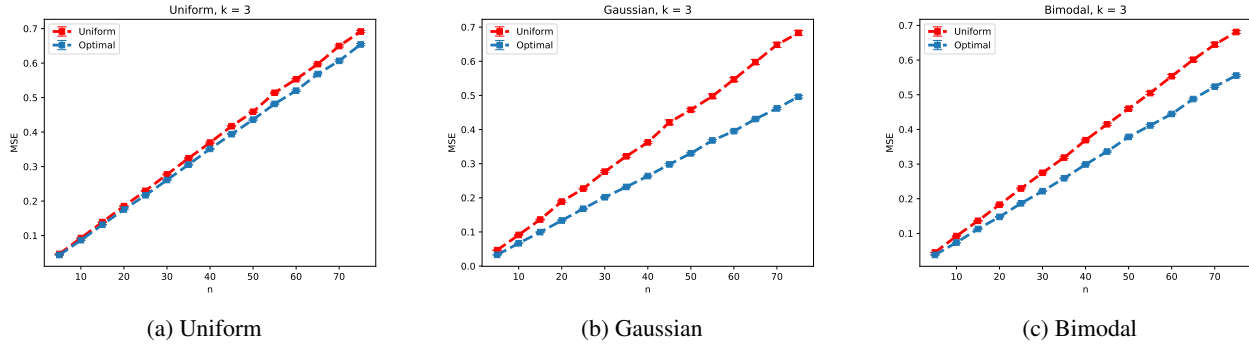 Uniform, k = 3
Uniform
Optimal
MSE
0.7
0.6
0.5
0.4
0.3
0.2
0.1
10 20 30 40 50 60 70
n
(a) Uniform
Gaussian, k = 3
Uniform
Optimal
MSE
0.7
0.6
0.5
0.4
0.3
0.2
0.1
0.0
10 20 30 40 50 60 70
n
(b) Gaussian
Bimodal, k = 3
Uniform
Optimal
MSE
0.7
0.6
0.5
0.4
0.3
0.2
0.1
10 20 30 40 50 60 70
n
(c) Bimodal